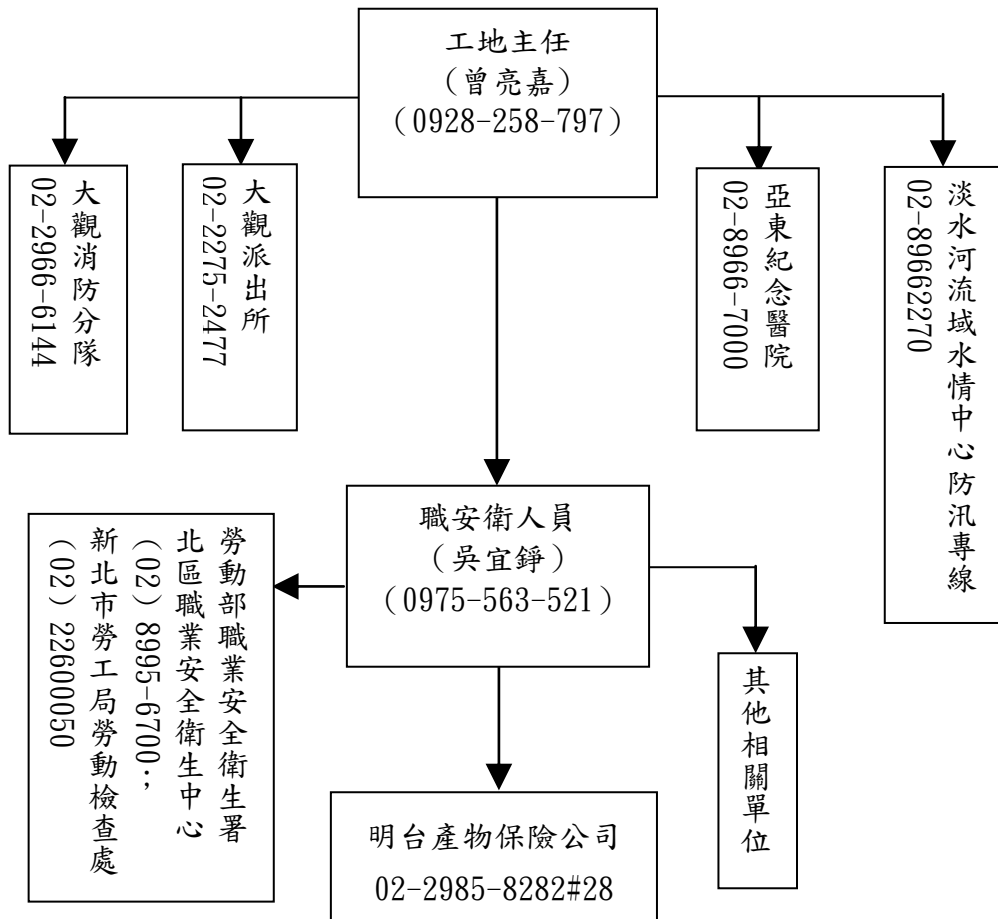 工地主任
(曾亮嘉)
(0928-258-797)
大觀消防分隊
02-2966-6144
大觀派出所
02-2275-2477
亞東紀念醫院
02-8966-7000
淡水河流域水情中心防汛專線
02-89662270
職安衛人員
(吳宜錚)
(0975-563-521)
勞動部職業安全衛生署
北區職業安全衛生中心
(02)8995-6700.;
新北市勞工局勞動檢查處
(02)22600050
其他相關單位
明台產物保險公司
02-2985-8282#28